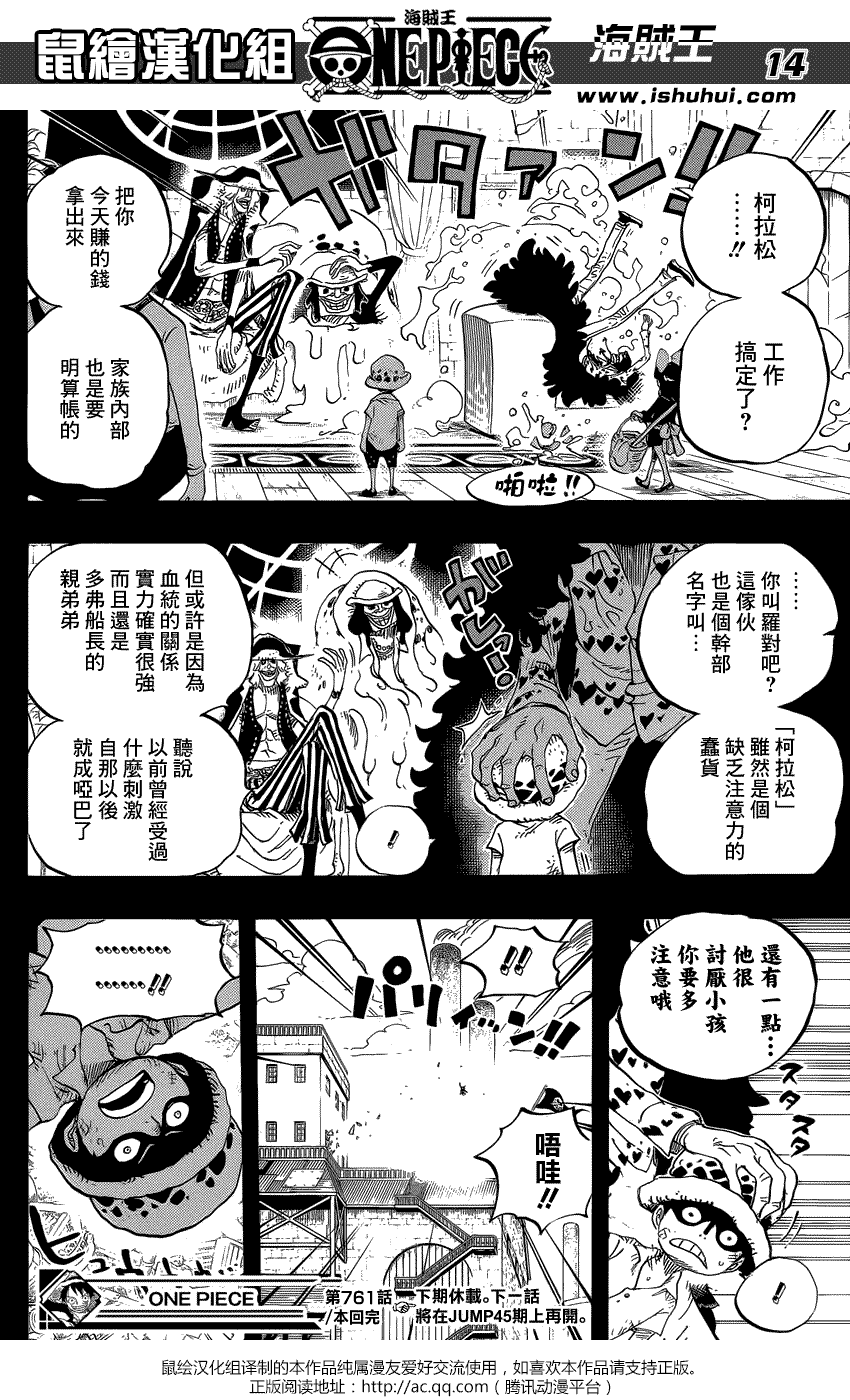 鼠繪漢化組
海賊王
ONE PIECE
海賊王
14
www.ishuhui.com
ガタァン!!
柯拉松
……!!
工作
搞定了?
把你
今天賺的錢
拿出來
家族內部
也是要
明算帳的
啪啦!!
……
你叫羅對吧?
這傢伙
也是個幹部
名字叫…
「柯拉松」
雖然是個
缺乏注意力的
蠢貨
ガしっ!
但或許是因為
血統的關係
實力確實很強
而且還是
多弗船長的
親弟弟
聽說
以前曾經受過
什麼刺激
自那以後
就成啞巴了
!
還有一點…
他很
討厭小孩
你要多
注意哦
スタスタ
!
!!
パリィ…ン!!
唔哇!!
………
……!!
ヒュウウ…
ONE PIECE
第761話
/本回完
下期休載。下一話
將在JUMP45期上再開。
鼠绘汉化组译制的本作品纯属漫友爱好交流使用，如喜欢本作品请支持正版。
正版阅读地址：http://ac.qq.com（腾讯动漫平台）